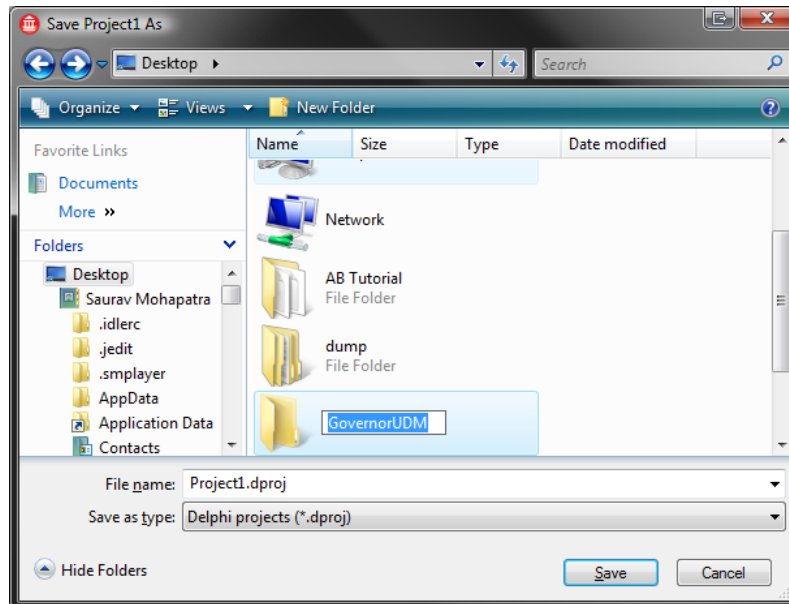 Save Project1 As
Desktop
Search
Organize Views New Folder
Favorite Links
Documents
More »
Folders
Desktop
Saurav Mohapatra
.idlerc
.jedit
.smplayer
AppData
Application Data
Contacts
Name Size Type Date modified
Network
AB Tutorial
File Folder
dump
File Folder
GovernorUDM
File name: Project1.dproj
Save as type: Delphi projects (*.dproj)
Hide Folders
Save Cancel